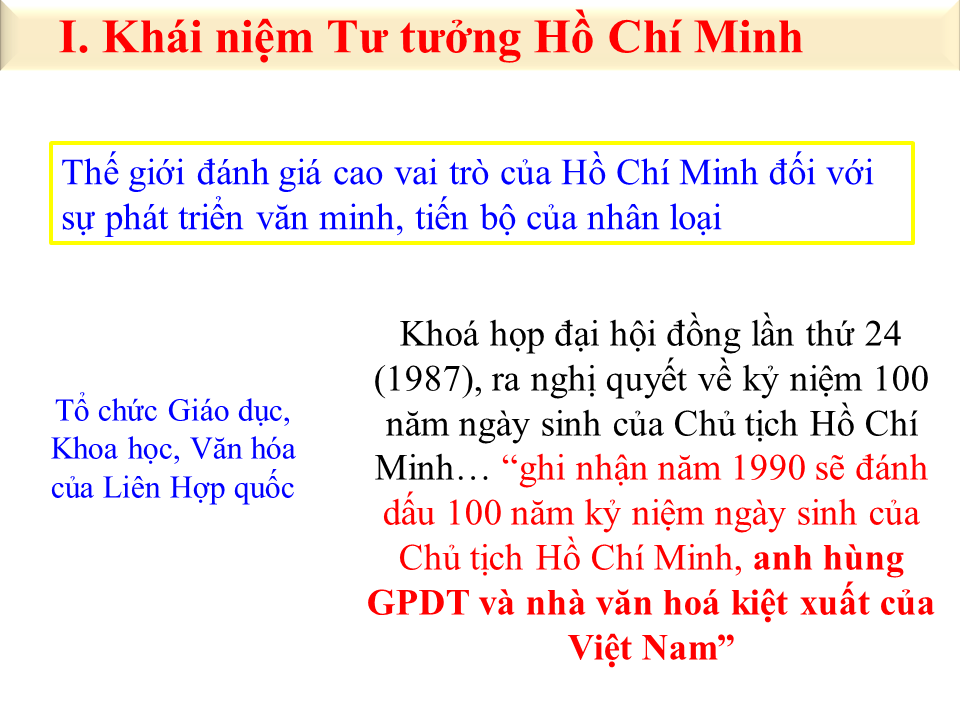 I. Khái niệm Tư tưởng Hồ Chí Minh
Thế giới đánh giá cao vai trò của Hồ Chí Minh đối với
sự phát triển văn minh, tiến bộ của nhân loại
Tổ chức Giáo dục,
Khoa học, Văn hóa
của Liên Hợp quốc
Khoá họp đại hội đồng lần thứ 24
(1987), ra nghị quyết về kỷ niệm 100
năm ngày sinh của Chủ tịch Hồ Chí
Minh… “ghi nhận năm 1990 sẽ đánh
dấu 100 năm kỷ niệm ngày sinh của
Chủ tịch Hồ Chí Minh, anh hùng
GPDT và nhà văn hoá kiệt xuất của
Việt Nam”